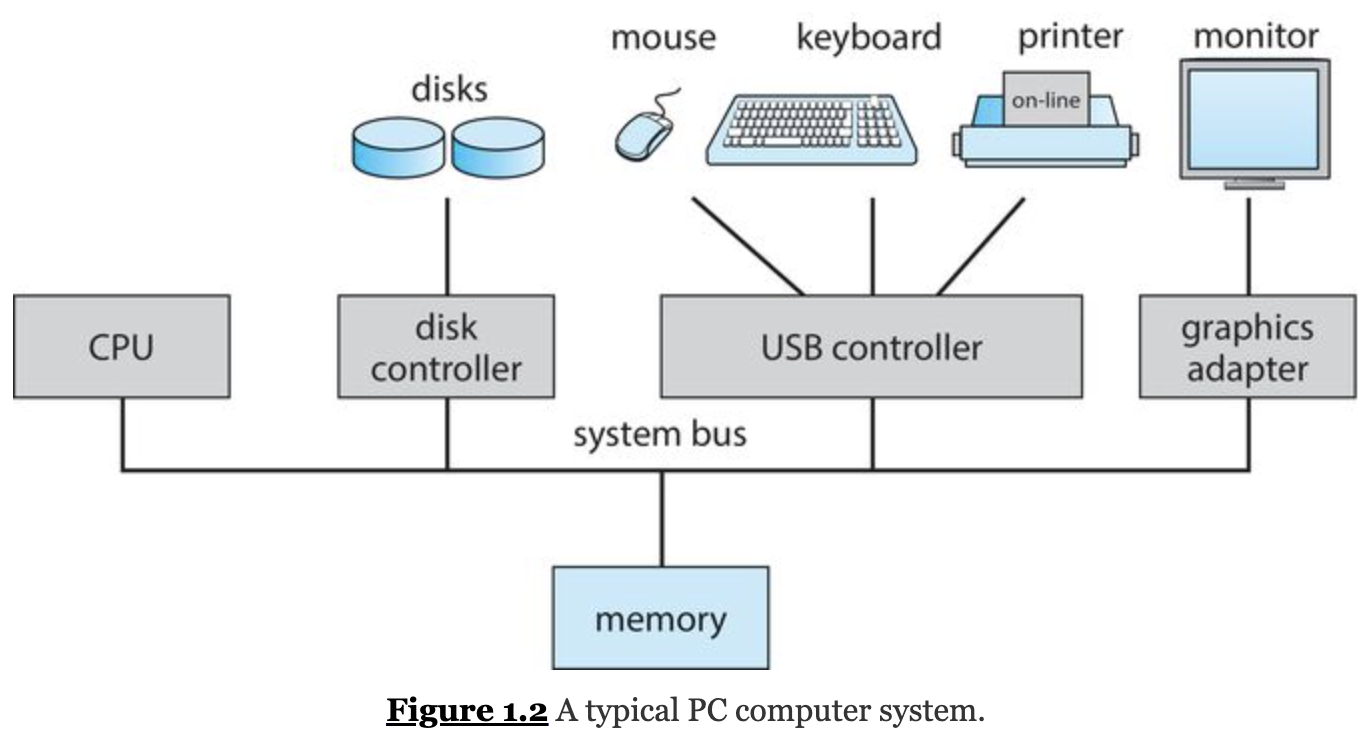 mouse
keyboard
printer
monitor
disks
on-line
CPU
disk
controller
USB controller
graphics
adapter
system bus
memory
Figure 1.2 A typical PC computer system.